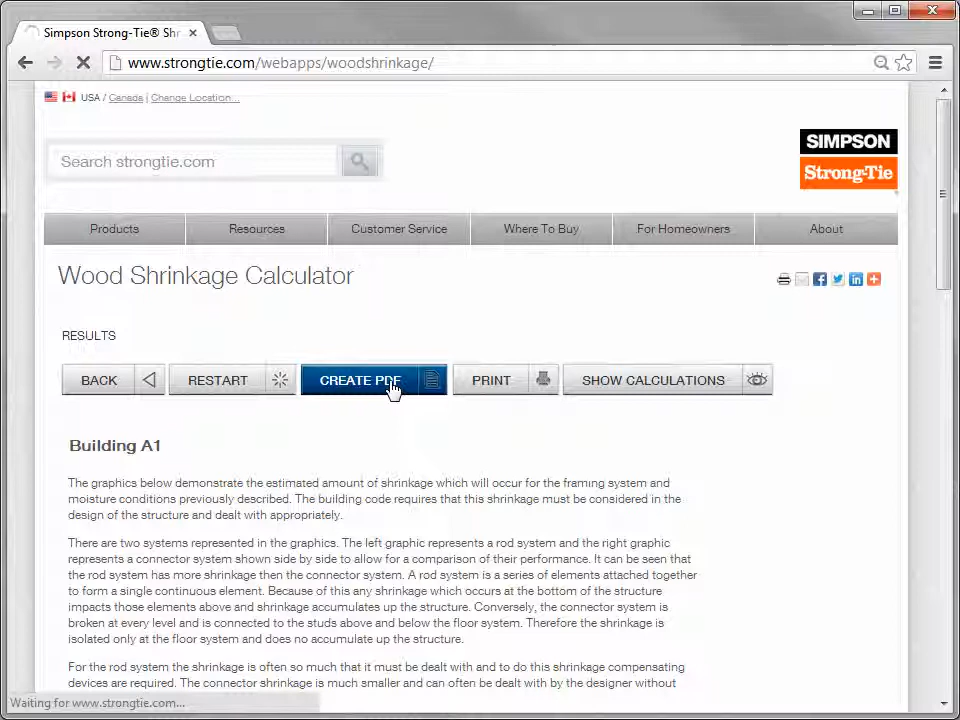 Simpson Strong-Tie® Shr
www.strongtie.com/webapps/woodshrinkage/
USA / Canada | Change Location...
Search strongtie.com
SIMPSON
Strong-Tie
Products Resources Customer Service Where To Buy For Homeowners About
Wood Shrinkage Calculator
RESULTS
BACK RESTART CREATE PDF PRINT SHOW CALCULATIONS
Building A1
The graphics below demonstrate the estimated amount of shrinkage which will occur for the framing system and
moisture conditions previously described. The building code requires that this shrinkage must be considered in the
design of the structure and dealt with appropriately.
There are two systems represented in the graphics. The left graphic represents a rod system and the right graphic
represents a connector system shown side by side to allow for a comparison of their performance. It can be seen that
the rod system has more shrinkage then the connector system. A rod system is a series of elements attached together
to form a single continuous element. Because of this any shrinkage which occurs at the bottom of the structure
impacts those elements above and shrinkage accumulates up the structure. Conversely, the connector system is
broken at every level and is connected to the studs above and below the floor system. Therefore the shrinkage is
isolated only at the floor system and does no accumulate up the structure.
For the rod system the shrinkage is often so much that it must be dealt with and to do this shrinkage compensating
devices are required. The connector shrinkage is much smaller and can often be dealt with by the designer without
Waiting for www.strongtie.com...